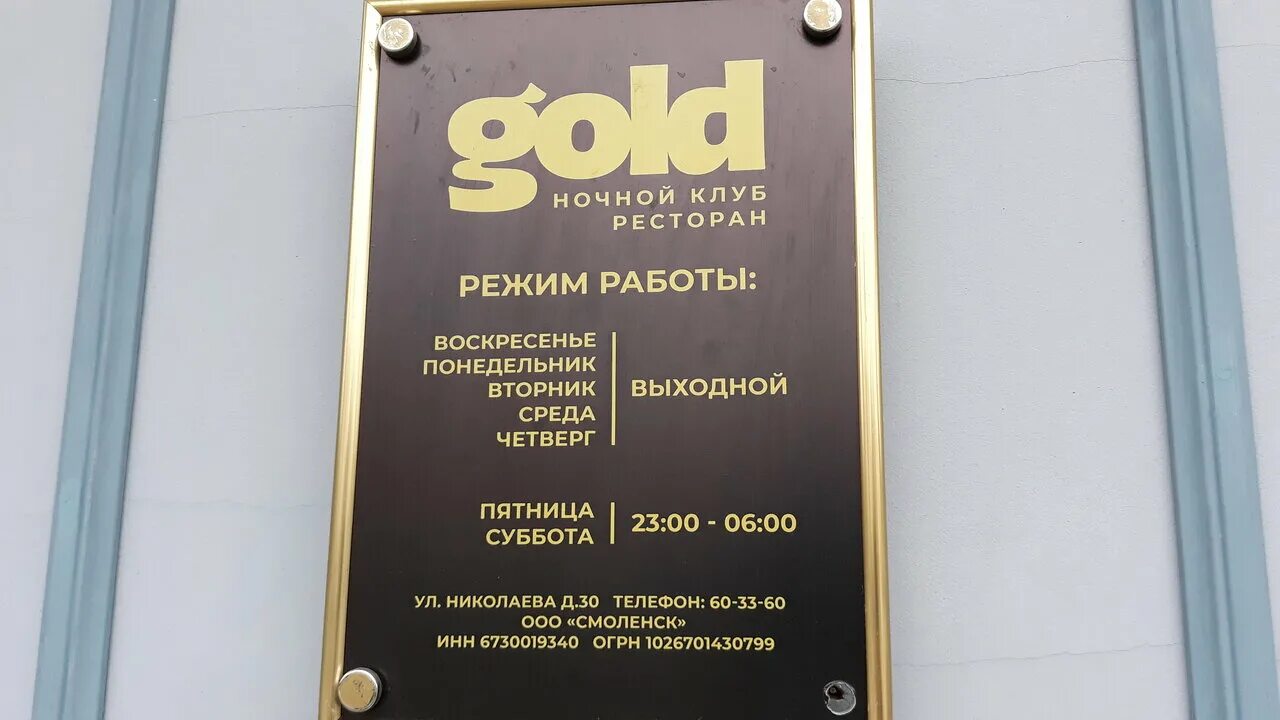 gold
НОЧНОЙ КЛУБ
РЕСТОРАН
РЕЖИМ РАБОТЫ:
ВОСКРЕСЕНЬЕ
ПОНЕДЕЛЬНИК
ВТОРНИК
СРЕДА
ЧЕТВЕРГ
ВЫХОДНОЙ
ПЯТНИЦА
СУББОТА
23:00 - 06:00
УЛ. НИКОЛАЕВА Д.30 ТЕЛЕФОН: 60-33-60
ООО «СМОЛЕНСК»
ИНН 6730019340 ОГРН 1026701430799